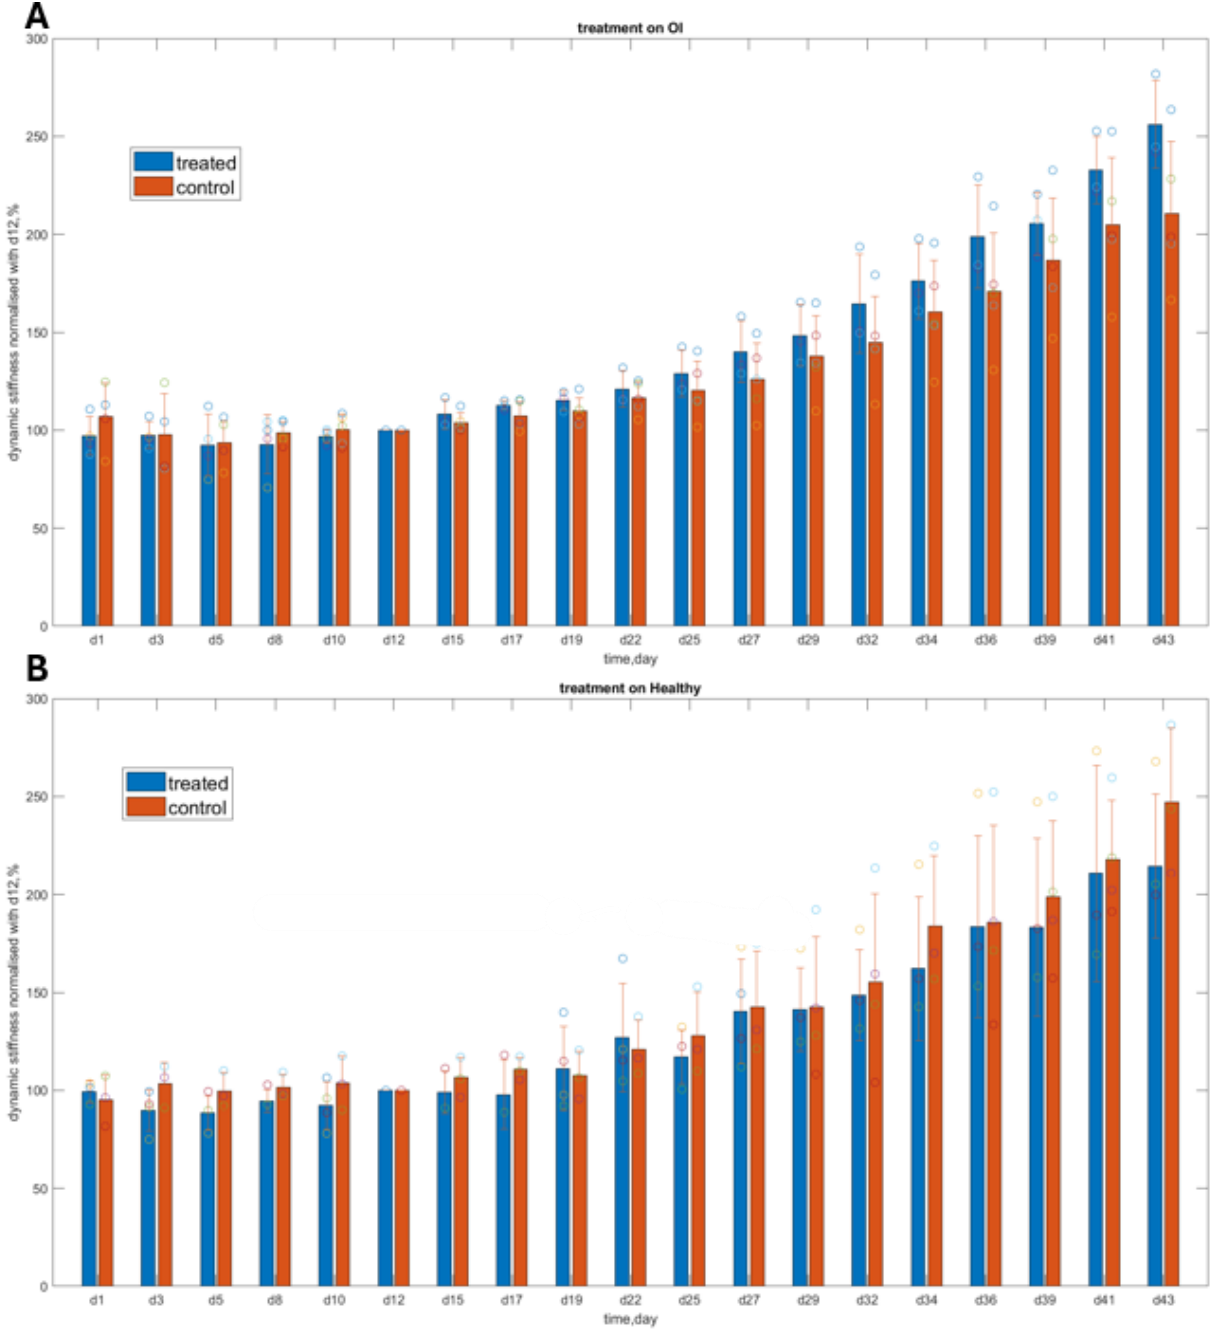 A
treatment on OI
300
250
200
150
100
50
0
dynamic stiffness normalised with d12,%
treated
control
d1 d3 d5 d8 d10 d12 d15 d17 d19 d22 d25 d27 d29 d32 d34 d36 d39 d41 d43
time,day
B
treatment on Healthy
300
250
200
150
100
50
0
dynamic stiffness normalised with d12,%
treated
control
d1 d3 d5 d8 d10 d12 d15 d17 d19 d22 d25 d27 d29 d32 d34 d36 d39 d41 d43
time,day